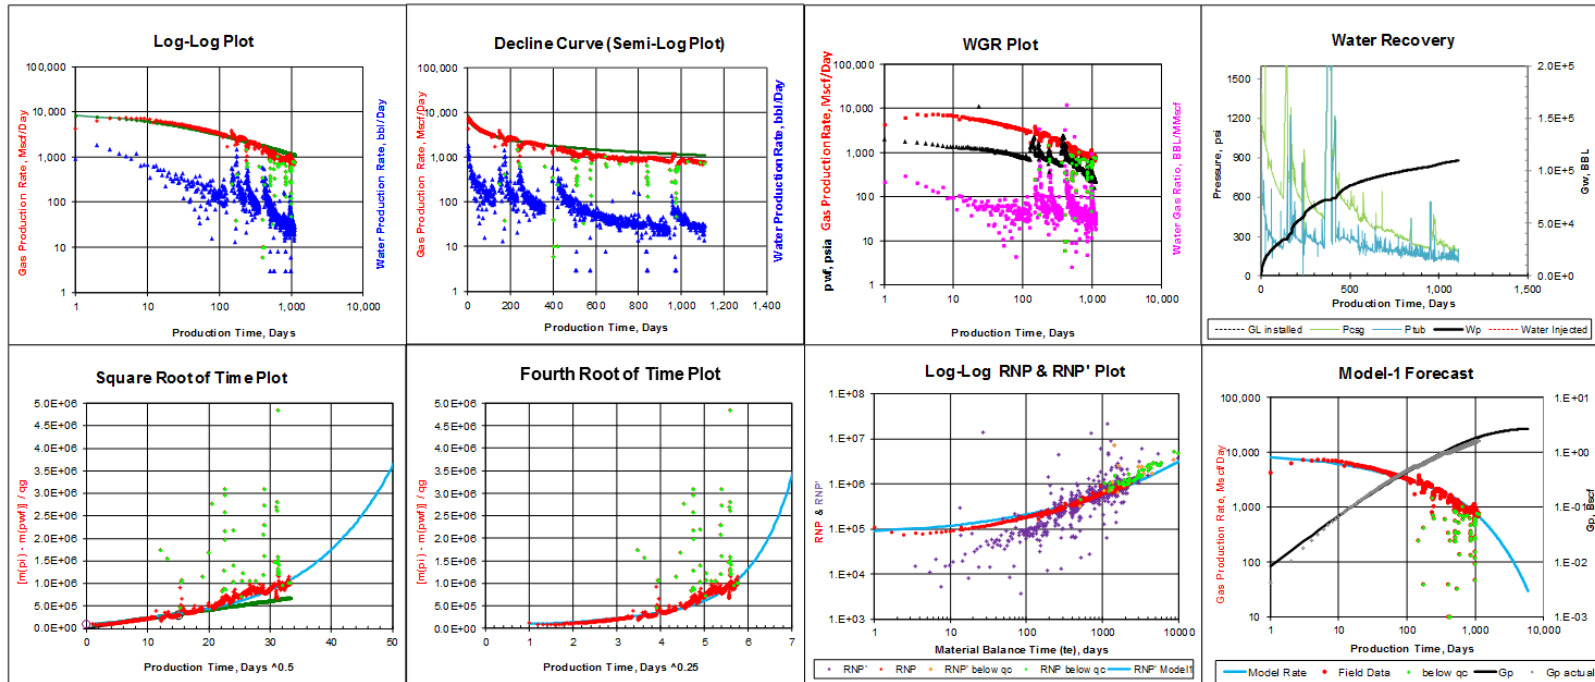 Log-Log Plot
100,000
10,000
1,000
100
10
1
1
10
100
1,000
10,000
Gas Production Rate, Mscf/Day
Water Production Rate, bbl/Day
Production Time, Days
Decline Curve (Semi-Log Plot)
100,000
10,000
1,000
100
10
1
0
200
400
600
800
1,000
1,200
1,400
Gas Production Rate, Mscf/Day
Water Production Rate, bbl/Day
Production Time, Days
WGR Plot
100,000
10,000
1,000
100
10
1
1
10
100
1,000
10,000
pwf, psia Gas Production Rate, Mscf/Day
Water Gas Ratio, BBL/MMscf
Production Time, Days
Water Recovery
1500
1200
900
600
300
0
2.0E+5
1.5E+5
1.0E+5
5.0E+4
0.0E+0
0
500
1,000
1,500
Pressure, psi
Gw, BBL
Production Time, Days
GL installed
Pcsg
Ptub
Wp
Water Injected
Square Root of Time Plot
5.0E+06
4.5E+06
4.0E+06
3.5E+06
3.0E+06
2.5E+06
2.0E+06
1.5E+06
1.0E+06
5.0E+05
0.0E+00
0
10
20
30
40
50
[m(pi) - m(pwf)] / qg
Production Time, Days ^0.5
Fourth Root of Time Plot
5.0E+06
4.5E+06
4.0E+06
3.5E+06
3.0E+06
2.5E+06
2.0E+06
1.5E+06
1.0E+06
5.0E+05
0.0E+00
0
1
2
3
4
5
6
7
[m(pi) - m(pwf)] / qg
Production Time, days ^0.25
Log-Log RNP & RNP' Plot
1.E+08
1.E+07
1.E+06
1.E+05
1.E+04
1.E+03
1
10
100
1000
10000
RNP & RNP'
Material Balance Time (te), days
RNP'
RNP
RNP' below qc
RNP below qc
RNP' Model1
Model-1 Forecast
100,000
10,000
1,000
100
10
1.E+1
1.E+0
1.E-1
1.E-2
1.E-3
1
10
100
1,000
10,000
Gas Production Rate, Mscf/Day
Gp, Bscf
Production Time, Days
Model Rate
Field Data
below qc
Gp
Gp actual